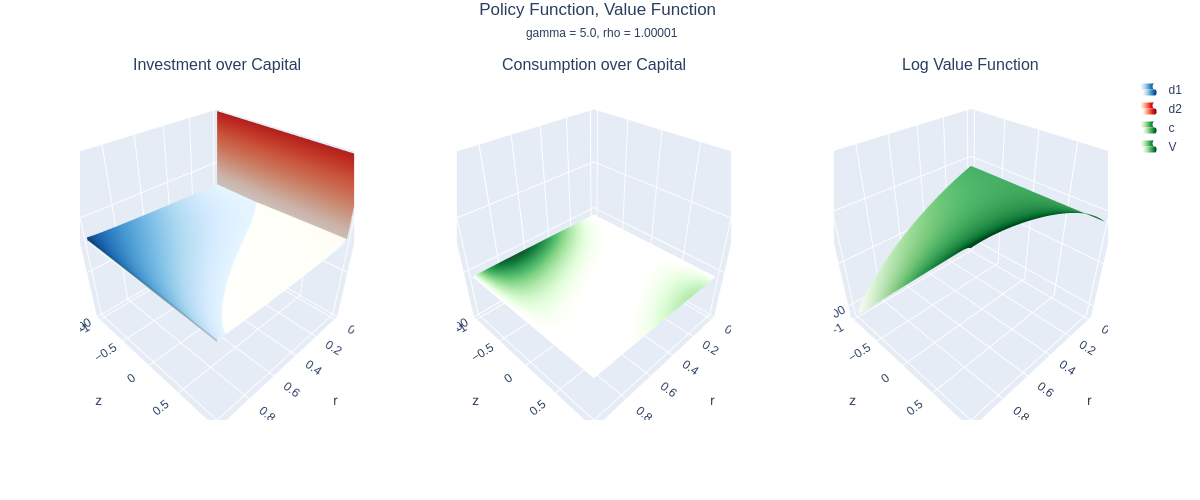 Policy Function, Value Function
gamma = 5.0, rho = 1.00001
Investment over Capital
Consumption over Capital
Log Value Function
d1
d2
c
V
−0.5
0
0.5
z
0
0.2
0.4
0.6
0.8
r
−0.5
0
0.5
z
0
0.2
0.4
0.6
0.8
r
−1
−0.5
0
0.5
z
0
0.2
0.4
0.6
0.8
r